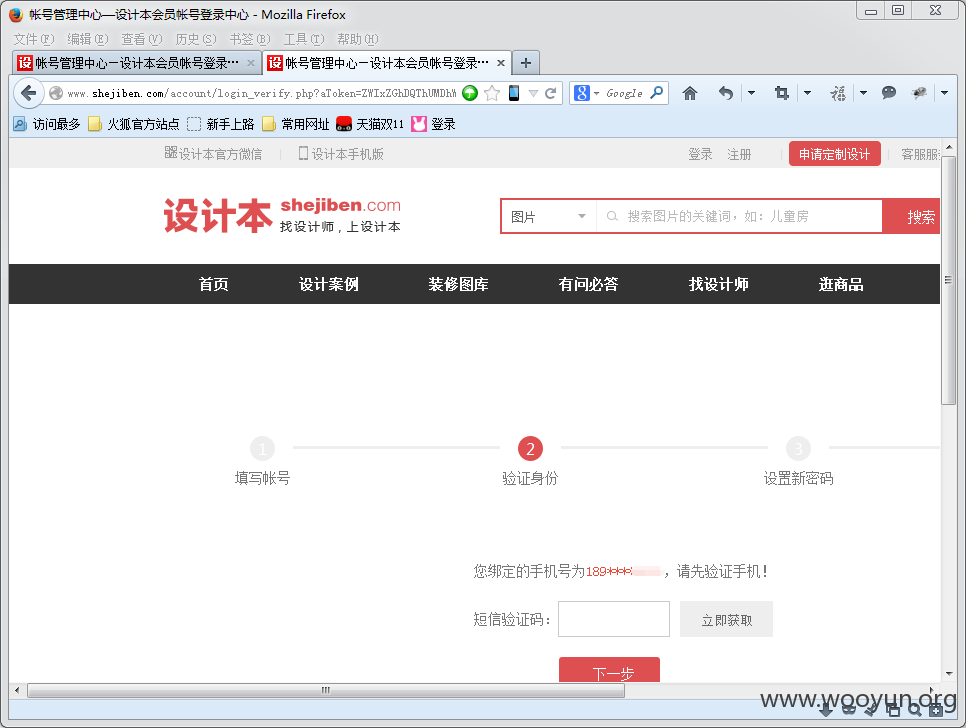 帐号管理中心—设计本会员帐号登录中心 - Mozilla Firefox
文件(F) 编辑(E) 查看(V) 历史(S) 书签(B) 工具(T) 帮助(H)
设 帐号管理中心—设计本会员帐号登录··· × 设 帐号管理中心—设计本会员帐号登录··· × +
www.shejiben.com/account/login_verify.php?aToken= Google
访问最多 火狐官方站点 新手上路 常用网址 天猫双11 登录
设计本官方微信 设计本手机版 登录 注册 申请定制设计 客服服
设计本 shejiben.com
找设计师，上设计本
图片 搜索图片的关键词，如：儿童房 搜索
首页 设计案例 装修图库 有问必答 找设计师 逛商品
1 2 3
填写帐号 验证身份 设置新密码
您绑定的手机号为189***，请先验证手机！
短信验证码： 立即获取
下一步
www.wooyun.org